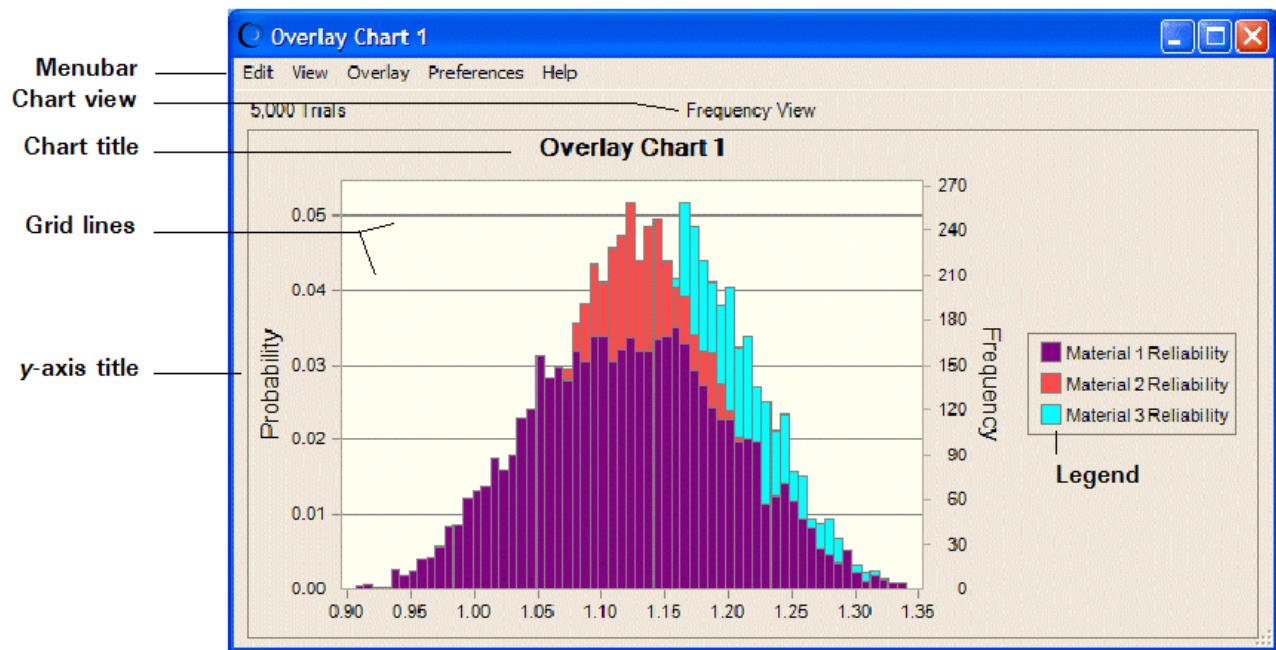 Overlay Chart 1
Menubar
Edit View Overlay Preferences Help
Chart view
5,000 Trials
Frequency View
Chart title
Overlay Chart 1
Grid lines
y-axis title
Probability
0.05
0.04
0.03
0.02
0.01
0.00
270
240
210
180
150
120
90
60
30
0
Frequency
0.90 0.95 1.00 1.05 1.10 1.15 1.20 1.25 1.30 1.35
Material 1 Reliability
Material 2 Reliability
Material 3 Reliability
Legend